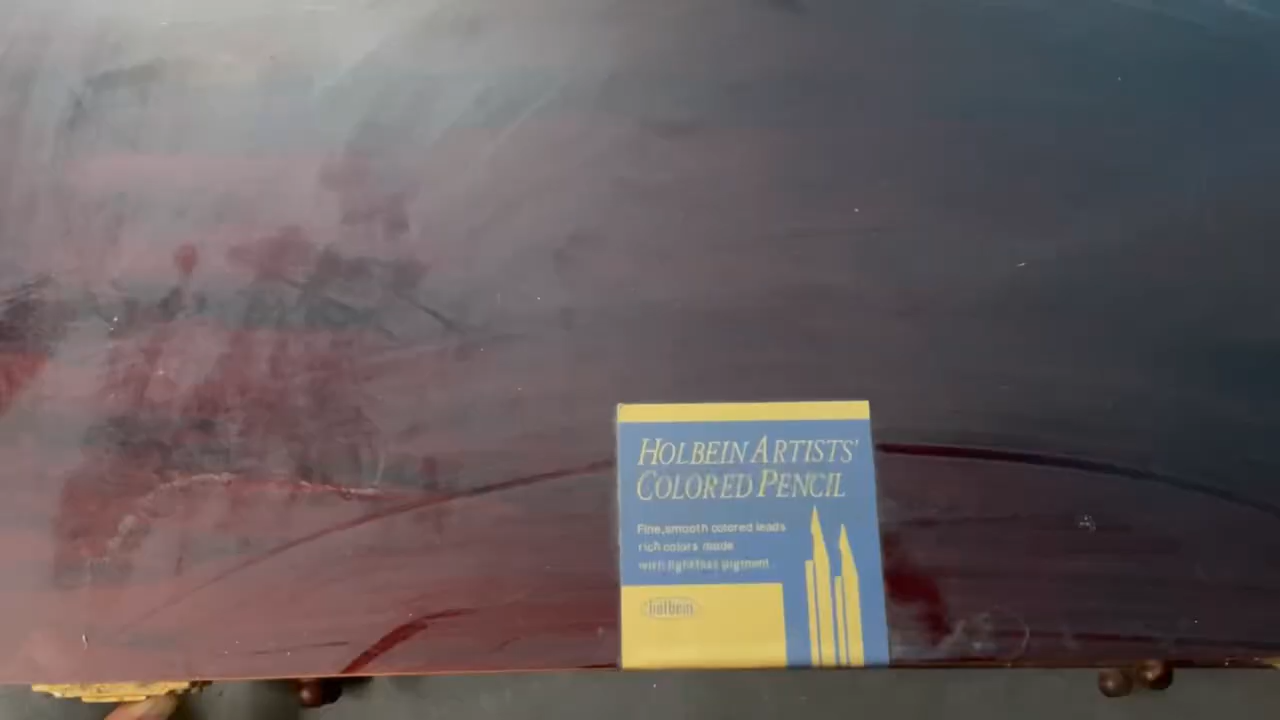 HOLBEIN ARTISTS'
COLORED PENCIL
Fine,smooth colored leads
rich colors made
with lightfast pigment
holbein